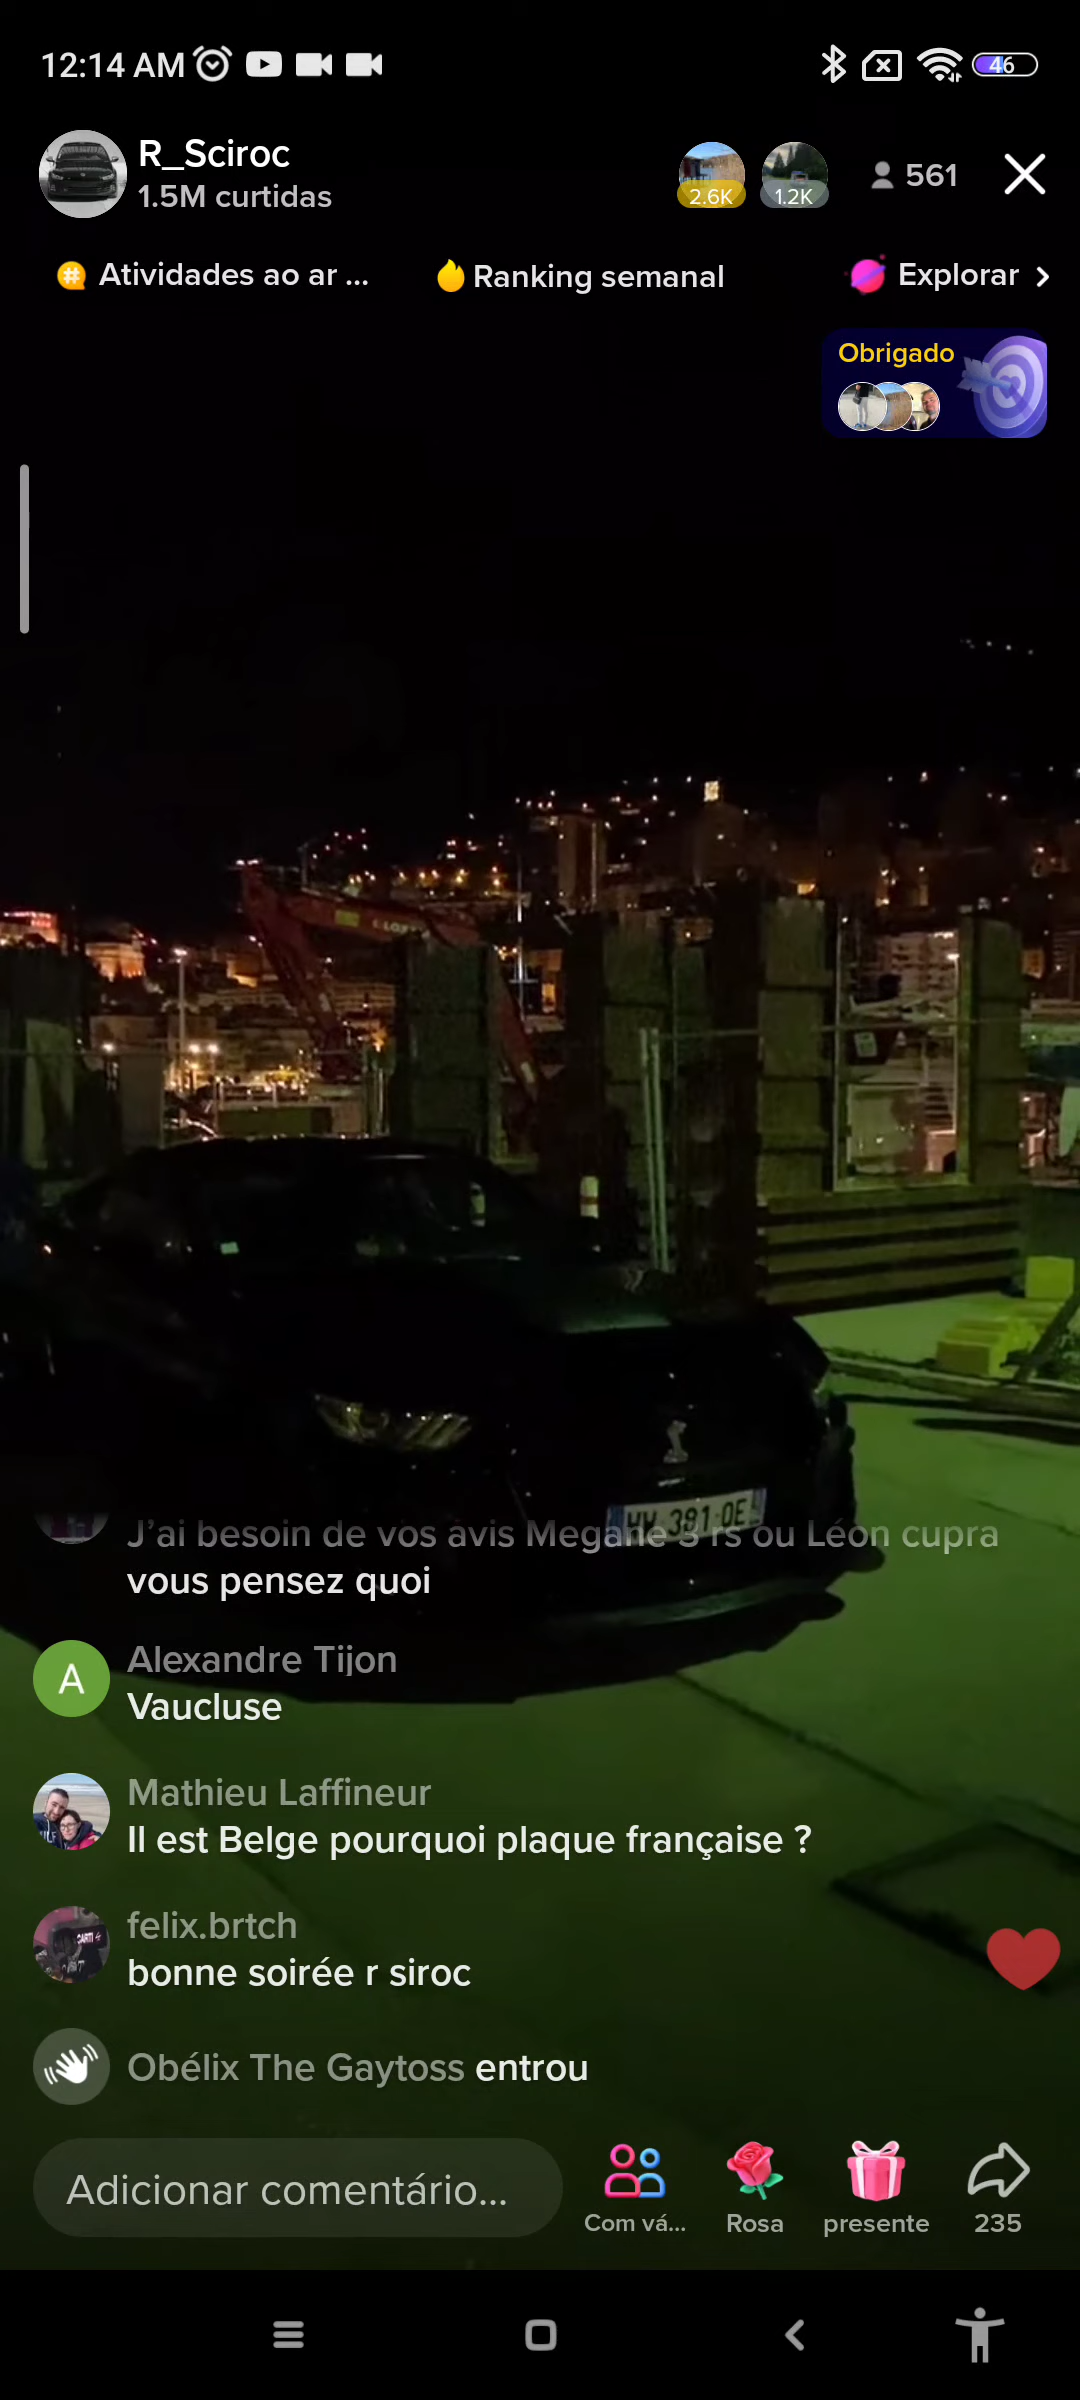 12:14 AM
46
R_Sciroc
1.5M curtidas
2.6K
1.2K
561
Atividades ao ar ...
Ranking semanal
Explorar
Obrigado
J'ai besoin de vos avis Megane 3 rs ou Léon cupra
vous pensez quoi
A
Alexandre Tijon
Vaucluse
Mathieu Laffineur
Il est Belge pourquoi plaque française ?
felix.brtch
bonne soirée r siroc
Obélix The Gaytoss entrou
Adicionar comentário...
Com vá...
Rosa
presente
235